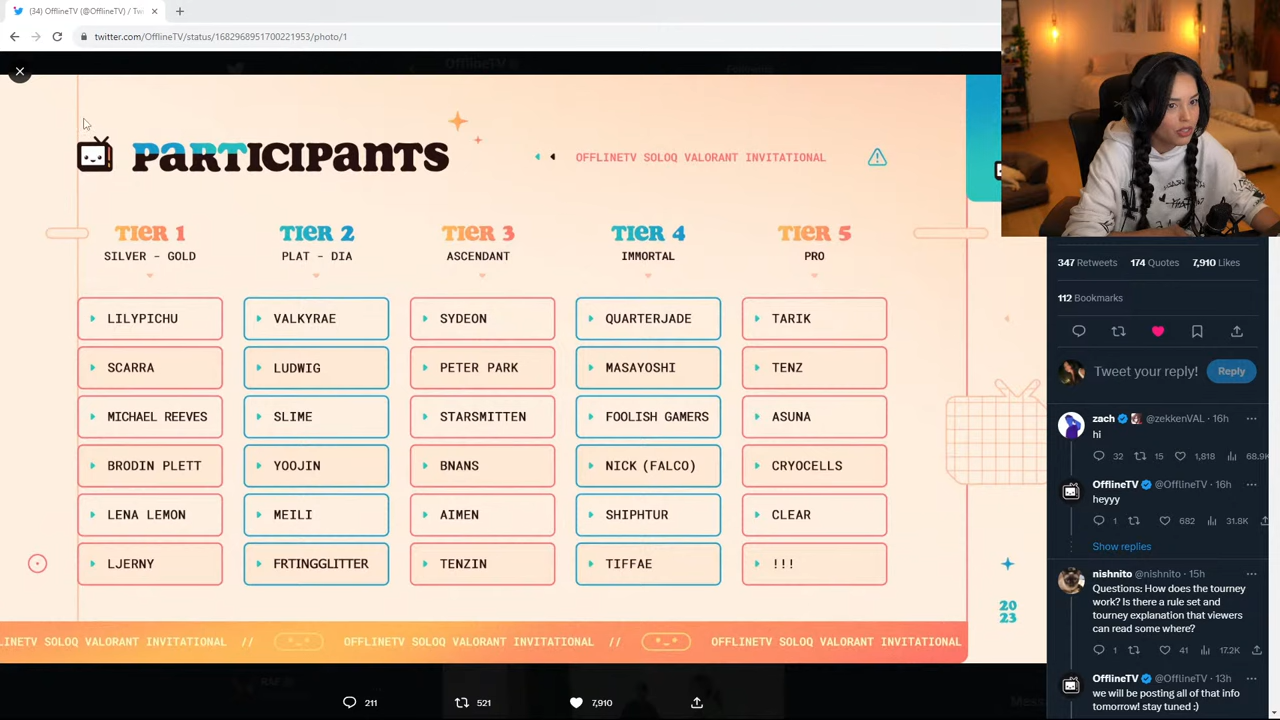 (34) OfflineTV (@OfflineTV) / Twi
twitter.com/OfflineTV/status/1682968951700221953/photo/1
PARTICIPANTS
OFFLINETV SOLOQ VALORANT INVITATIONAL
TIER 1
SILVER - GOLD
LILYPICHU
SCARRA
MICHAEL REEVES
BRODIN PLETT
LENA LEMON
LJERNY
TIER 2
PLAT - DIA
VALKYRAE
LUDWIG
SLIME
YOOJIN
MEILI
FRTINGGLITTER
TIER 3
ASCENDANT
SYDEON
PETER PARK
STARSMITTEN
BNANS
AIMEN
TENZIN
TIER 4
IMMORTAL
QUARTERJADE
MASAYOSHI
FOOLISH GAMERS
NICK (FALCO)
SHIPHTUR
TIFFAE
TIER 5
PRO
TARIK
TENZ
ASUNA
CRYOCELLS
CLEAR
!!!
20
23
LINETV SOLOQ VALORANT INVITATIONAL // OFFLINETV SOLOQ VALORANT INVITATIONAL // OFFLINETV SOLOQ VALORANT INVITATIONAL
211 521 7,910
347 Retweets 174 Quotes 7,910 Likes
112 Bookmarks
Tweet your reply! Reply
zach @zekkenVAL · 16h
hi
32 15 1,818 68.9K
OfflineTV @OfflineTV · 16h
heyyy
1 682 31.8K
Show replies
nishnito @nishnito · 15h
Questions: How does the tourney
work? Is there a rule set and
tourney explanation that viewers
can read some where?
1 41 17.2K
OfflineTV @OfflineTV · 13h
we will be posting all of that info
tomorrow! stay tuned :)